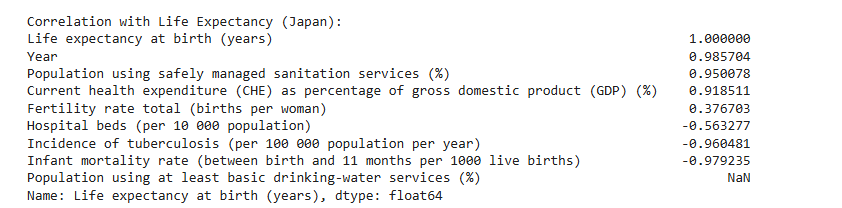 Correlation with Life Expectancy (Japan):
Life expectancy at birth (years) 1.000000
Year 0.985704
Population using safely managed sanitation services (%) 0.950078
Current health expenditure (CHE) as percentage of gross domestic product (GDP) (%) 0.918511
Fertility rate total (births per woman) 0.376703
Hospital beds (per 10 000 population) -0.563277
Incidence of tuberculosis (per 100 000 population per year) -0.960481
Infant mortality rate (between birth and 11 months per 1000 live births) -0.979235
Population using at least basic drinking-water services (%) NaN
Name: Life expectancy at birth (years), dtype: float64